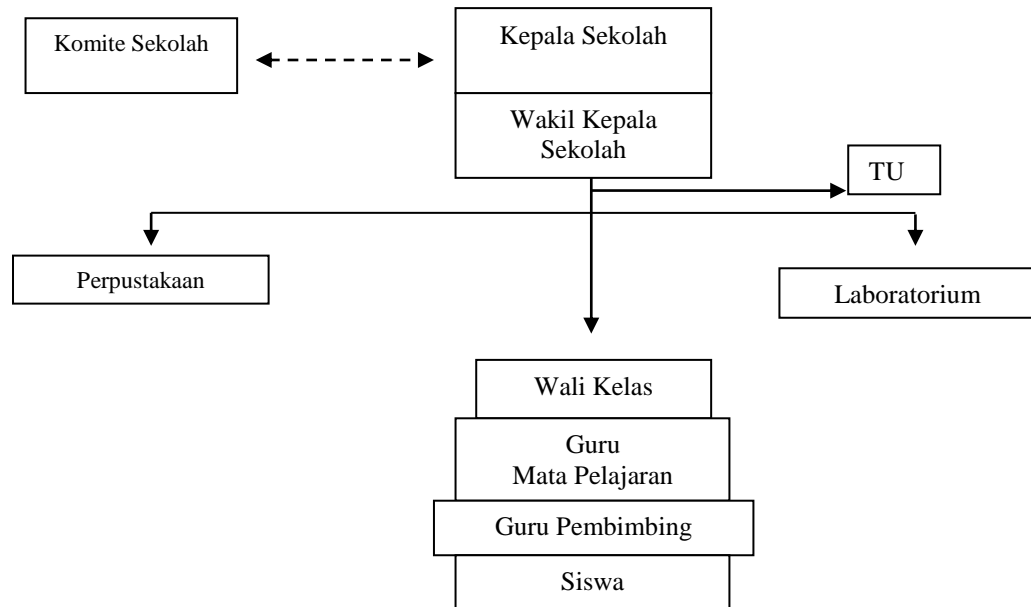 Komite Sekolah
Kepala Sekolah
Wakil Kepala
Sekolah
TU
Perpustakaan
Laboratorium
Wali Kelas
Guru
Mata Pelajaran
Guru Pembimbing
Siswa